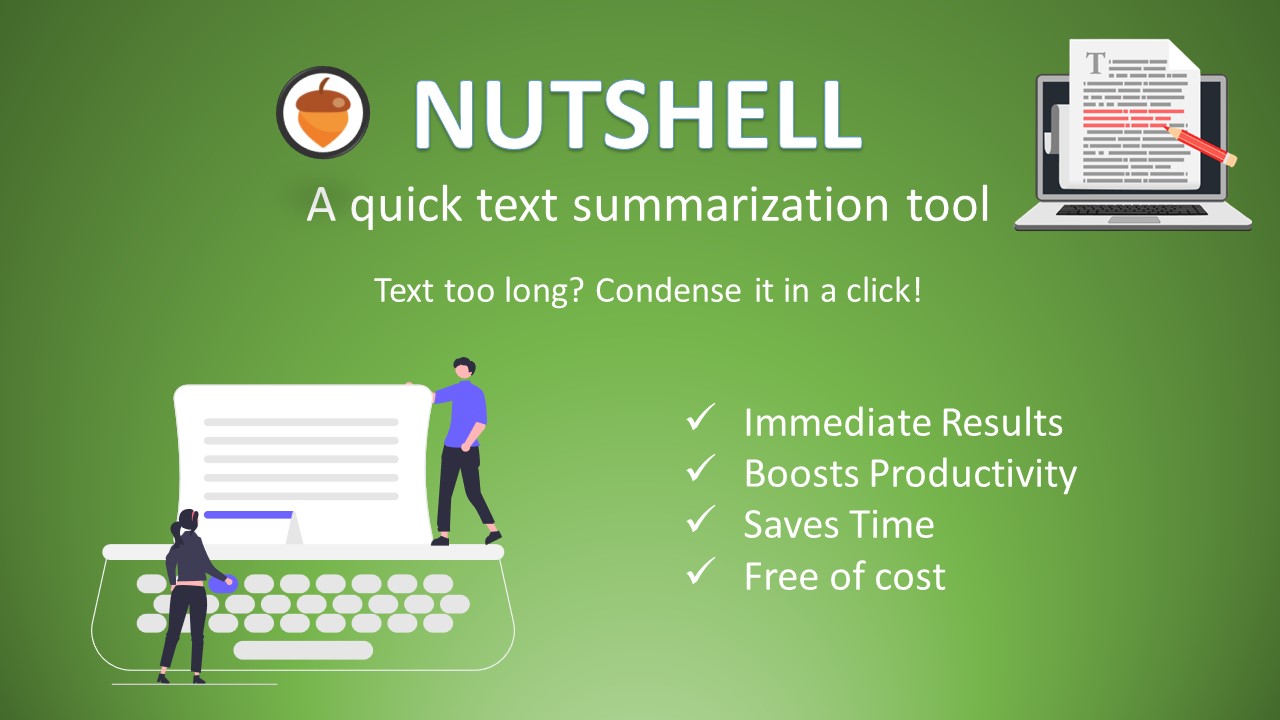 NUTSHELL
A quick text summarization tool
T
Text too long? Condense it in a click!
✓ Immediate Results
✓ Boosts Productivity
✓ Saves Time
✓ Free of cost